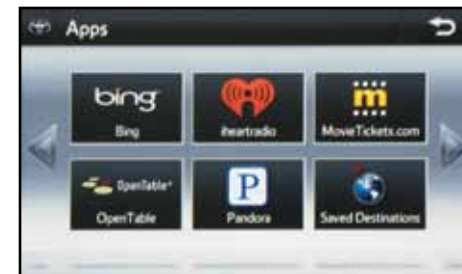 Apps
bing
Bing
iheartradio
m
MovieTickets.com
OpenTable
OpenTable
P
Pandora
Saved Destinations